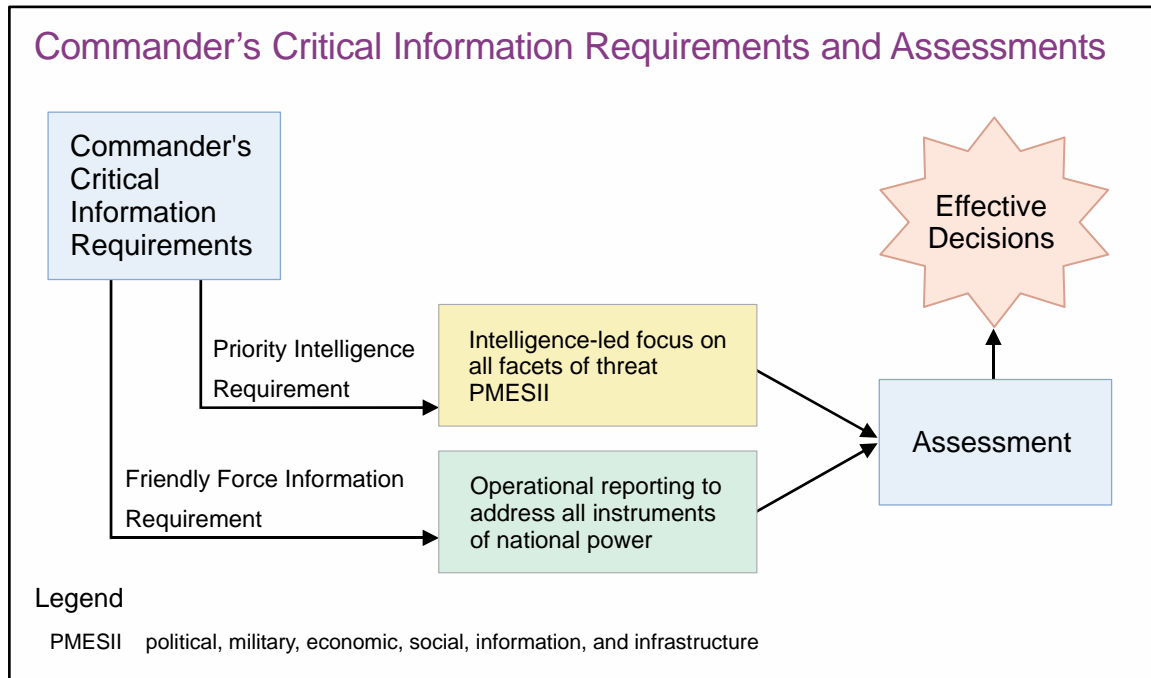 Commander’s Critical Information Requirements and Assessments
Commander's
Critical
Information
Requirements
Effective
Decisions
Priority Intelligence
Requirement
Intelligence-led focus on
all facets of threat
PMESII
Assessment
Friendly Force Information
Requirement
Operational reporting to
address all instruments
of national power
Legend
PMESII political, military, economic, social, information, and infrastructure